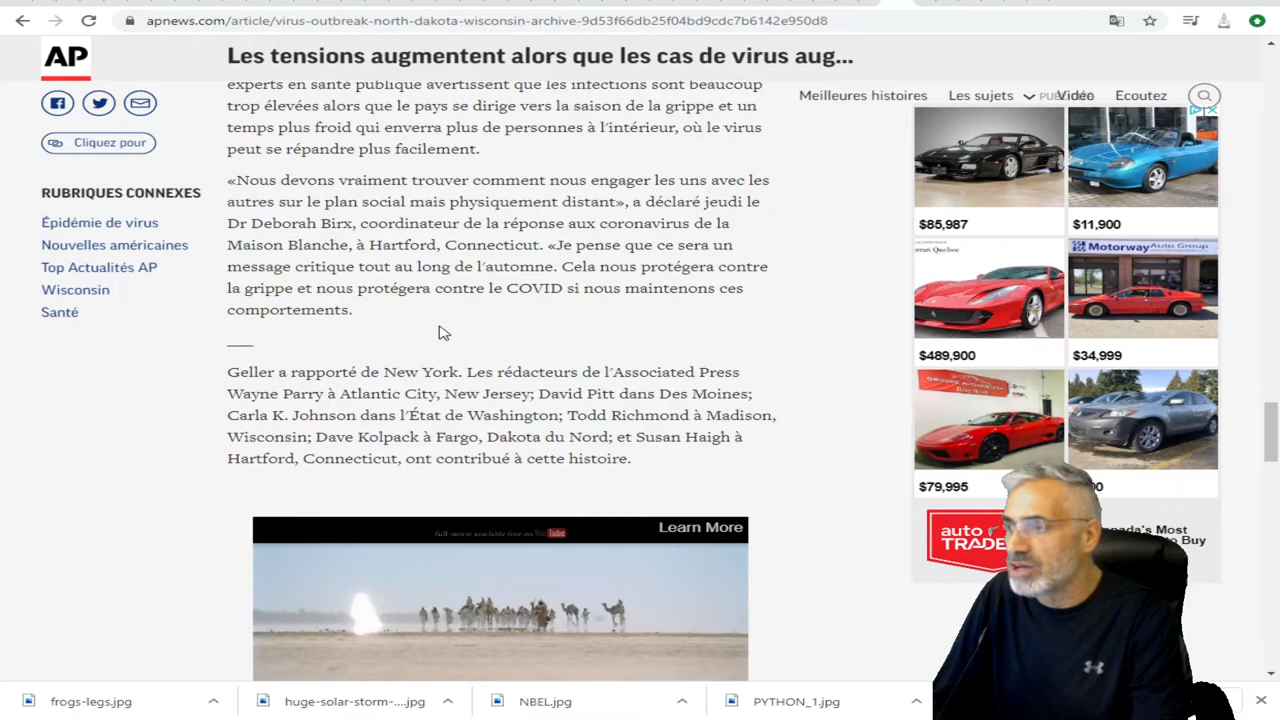 apnews.com/article/virus-outbreak-north-dakota-wisconsin-archive-9d53f66db25f04bd9cdc7b6142e950d8
AP
Les tensions augmentent alors que les cas de virus aug...
Meilleures histoires
Les sujets
Vidéo
Ecoutez
Cliquez pour
RUBRIQUES CONNEXES
Épidémie de virus
Nouvelles américaines
Top Actualités AP
Wisconsin
Santé
experts en santé publique avertissent que les infections sont beaucoup
trop élevées alors que le pays se dirige vers la saison de la grippe et un
temps plus froid qui enverra plus de personnes à l'intérieur, où le virus
peut se répandre plus facilement.
«Nous devons vraiment trouver comment nous engager les uns avec les
autres sur le plan social mais physiquement distant», a déclaré jeudi le
Dr Deborah Birx, coordinateur de la réponse aux coronavirus de la
Maison Blanche, à Hartford, Connecticut. «Je pense que ce sera un
message critique tout au long de l'automne. Cela nous protégera contre
la grippe et nous protégera contre le COVID si nous maintenons ces
comportements.
Geller a rapporté de New York. Les rédacteurs de l'Associated Press
Wayne Parry à Atlantic City, New Jersey; David Pitt dans Des Moines;
Carla K. Johnson dans l'État de Washington; Todd Richmond à Madison,
Wisconsin; Dave Kolpack à Fargo, Dakota du Nord; et Susan Haigh à
Hartford, Connecticut, ont contribué à cette histoire.
full movie available free on YouTube
Learn More
$85,987
$11,900
Motorway Auto Group
$489,900
$34,999
$79,995
auto
frogs-legs.jpg
huge-solar-storm-....jpg
NBEL.jpg
PYTHON_1.jpg